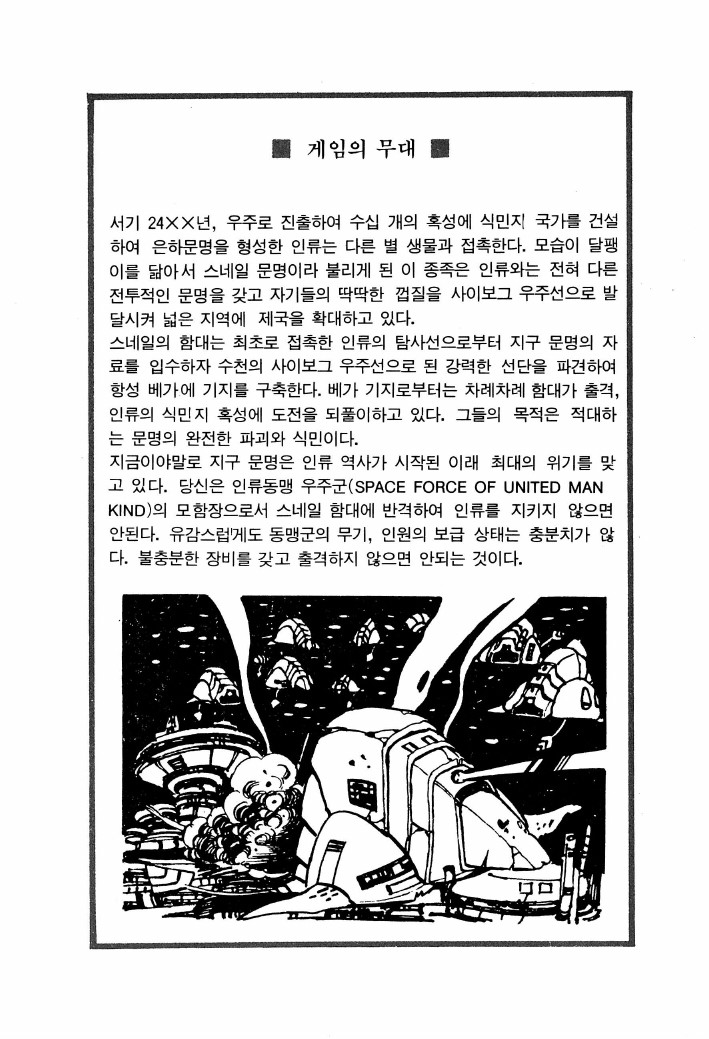 ■ 게임의 무대 ■
서기 24××년, 우주로 진출하여 수십 개의 혹성에 식민지 국가를 건설
하여 은하문명을 형성한 인류는 다른 별 생물과 접촉한다. 모습이 달팽
이를 닮아서 스네일 문명이라 불리게 된 이 종족은 인류와는 전혀 다른
전투적인 문명을 갖고 자기들의 딱딱한 껍질을 사이보그 우주선으로 발
달시켜 넓은 지역에 제국을 확대하고 있다.
스네일의 함대는 최초로 접촉한 인류의 탐사선으로부터 지구 문명의 자
료를 입수하자 수천의 사이보그 우주선으로 된 강력한 선단을 파견하여
항성 베가에 기지를 구축한다. 베가 기지로부터는 차례차례 함대가 출격,
인류의 식민지 혹성에 도전을 되풀이하고 있다. 그들의 목적은 적대하
는 문명의 완전한 파괴와 식민이다.
지금이야말로 지구 문명은 인류 역사가 시작된 이래 최대의 위기를 맞
고 있다. 당신은 인류동맹 우주군(SPACE FORCE OF UNITED MAN
KIND)의 모함장으로서 스네일 함대에 반격하여 인류를 지키지 않으면
안된다. 유감스럽게도 동맹군의 무기, 인원의 보급 상태는 충분치가 않
다. 불충분한 장비를 갖고 출격하지 않으면 안되는 것이다.